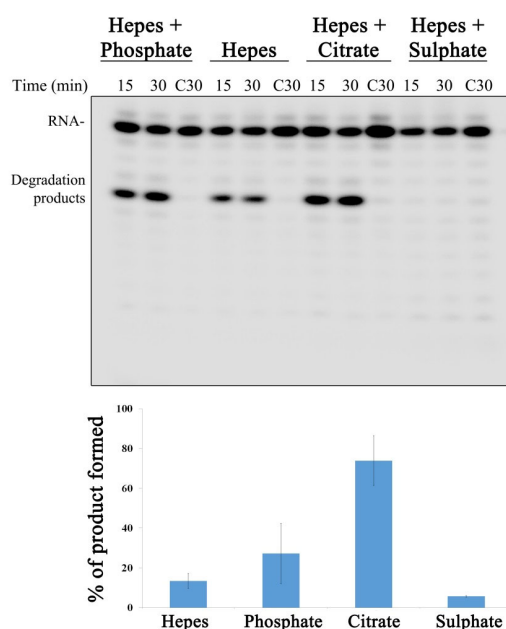 Hepes + Hepes + Hepes +
Phosphate Hepes Citrate Sulphate
Time (min) 15 30 C30 15 30 C30 15 30 C30 15 30 C30
RNA-
Degradation
products
% of product formed
100
80
60
40
20
0
Hepes Phosphate Citrate Sulphate